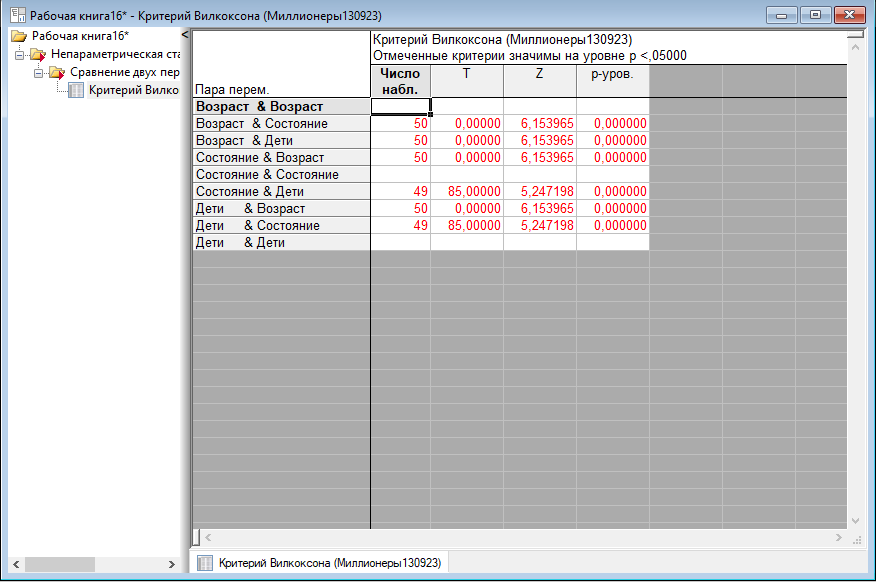 Рабочая книга16* - Критерий Вилкоксона (Миллионеры130923)
Рабочая книга16*
Непараметрическая ста
Сравнение двух пер
Критерий Вилко
Критерий Вилкоксона (Миллионеры130923)
Отмеченные критерии значимы на уровне p <,05000
Пара перем. Число набл. T Z p-уров.
Возраст & Возраст
Возраст & Состояние 50 0,00000 6,153965 0,000000
Возраст & Дети 50 0,00000 6,153965 0,000000
Состояние & Возраст 50 0,00000 6,153965 0,000000
Состояние & Состояние
Состояние & Дети 49 85,00000 5,247198 0,000000
Дети & Возраст 50 0,00000 6,153965 0,000000
Дети & Состояние 49 85,00000 5,247198 0,000000
Дети & Дети
Критерий Вилкоксона (Миллионеры130923)